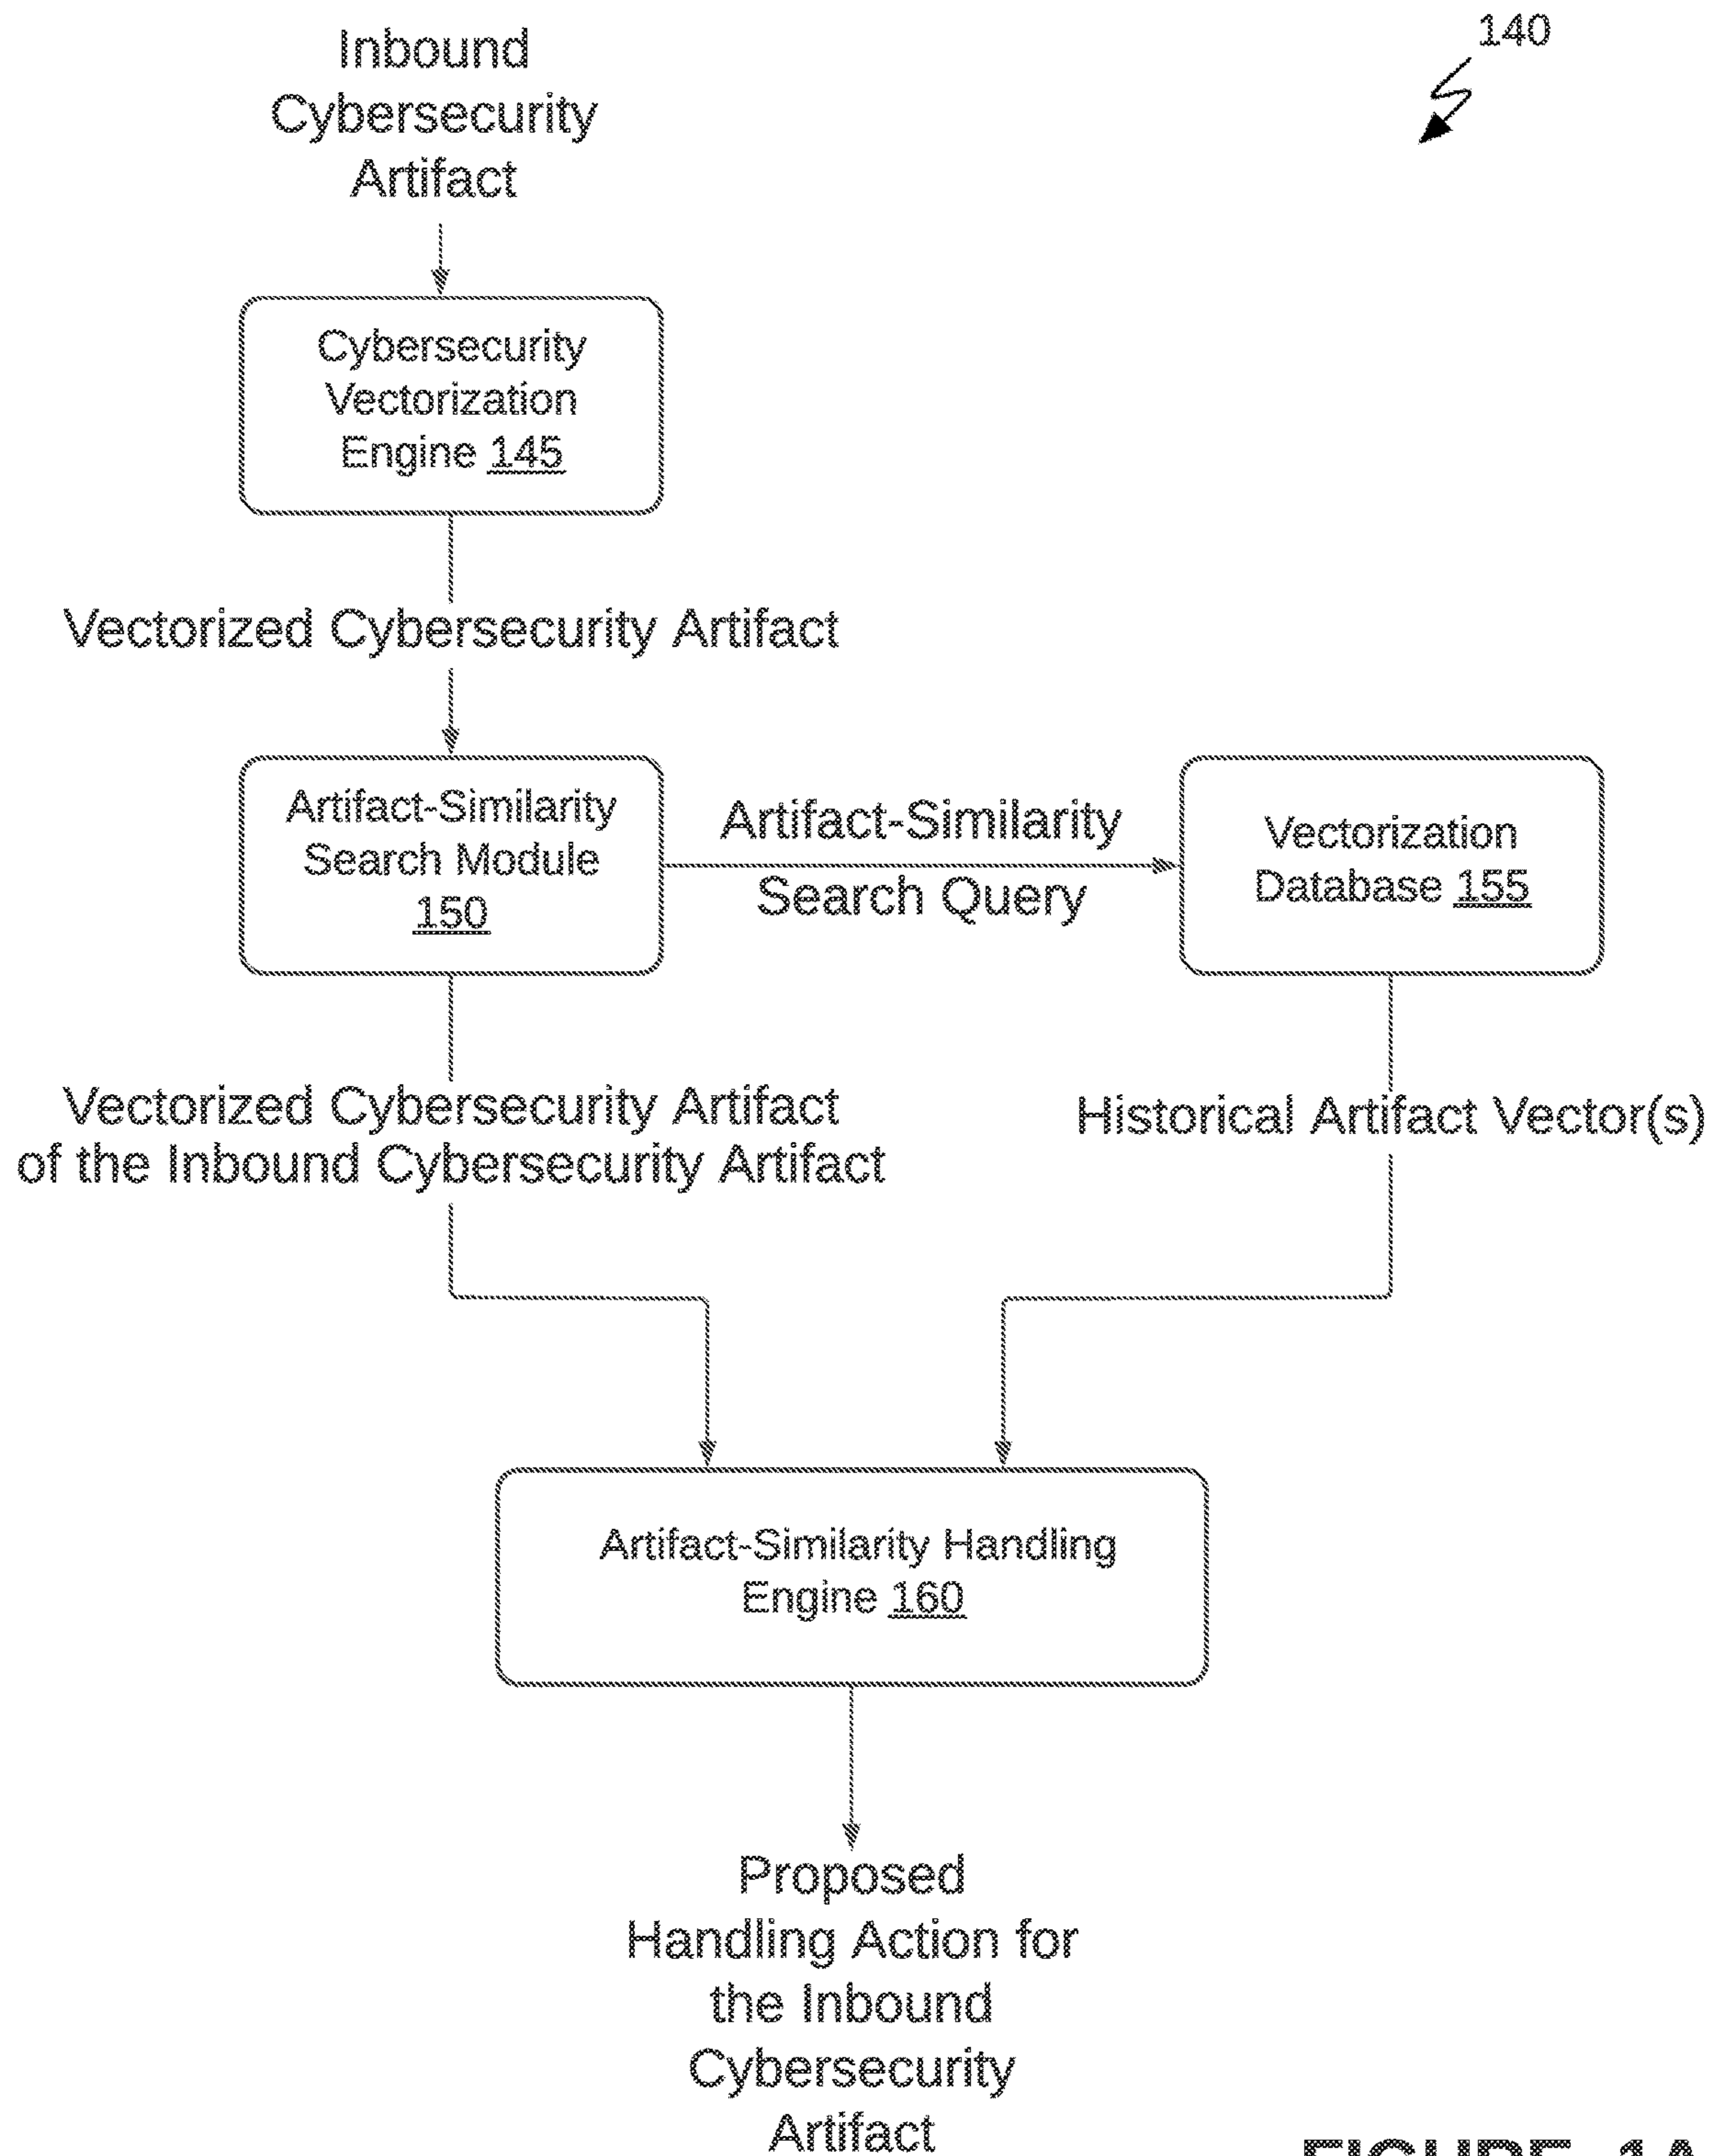 140
Inbound
Cybersecurity
Artifact
Cybersecurity
Vectorization
Engine 145
Vectorized Cybersecurity Artifact
Artifact-Similarity
Search Module
150
Artifact-Similarity
Search Query
Vectorization
Database 155
Vectorized Cybersecurity Artifact
of the Inbound Cybersecurity Artifact
Historical Artifact Vector(s)
Artifact-Similarity Handling
Engine 160
Proposed
Handling Action for
the Inbound
Cybersecurity
Artifact
FIGURE 1A